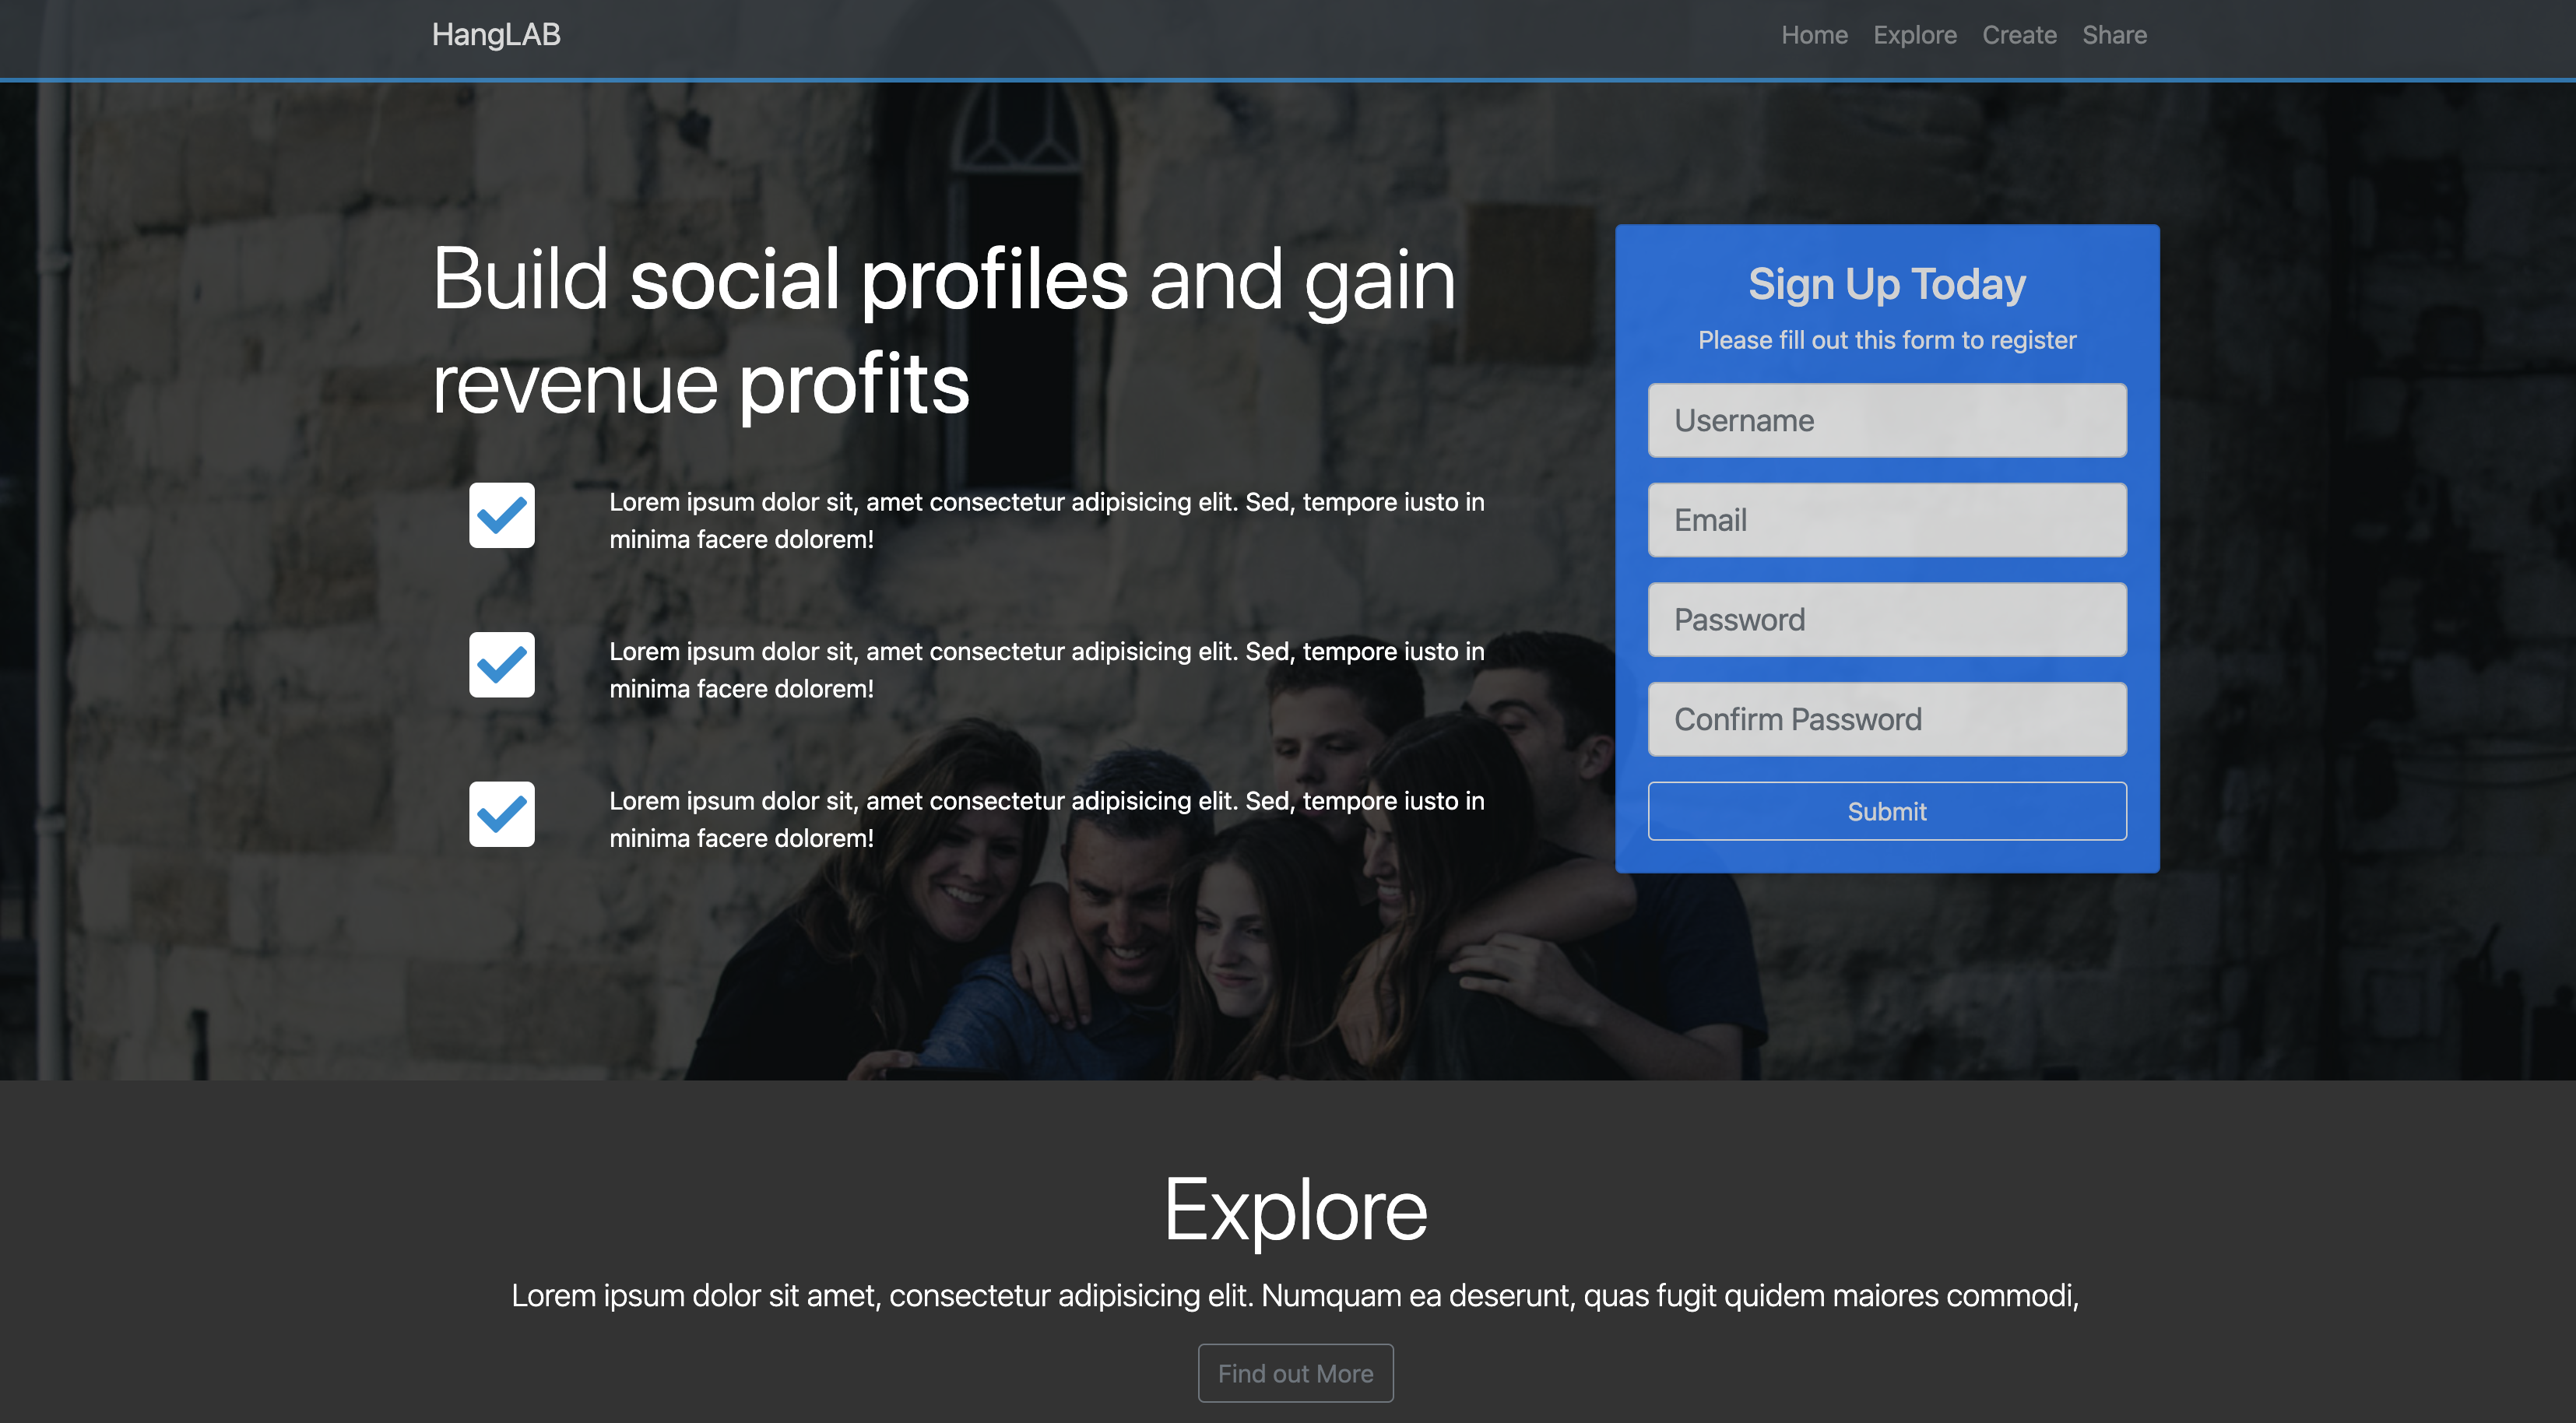 HangLAB
Home Explore Create Share
Build social profiles and gain
revenue profits
Lorem ipsum dolor sit, amet consectetur adipisicing elit. Sed, tempore iusto in
minima facere dolorem!
Lorem ipsum dolor sit, amet consectetur adipisicing elit. Sed, tempore iusto in
minima facere dolorem!
Lorem ipsum dolor sit, amet consectetur adipisicing elit. Sed, tempore iusto in
minima facere dolorem!
Sign Up Today
Please fill out this form to register
Username
Email
Password
Confirm Password
Submit
Explore
Lorem ipsum dolor sit amet, consectetur adipisicing elit. Numquam ea deserunt, quas fugit quidem maiores commodi,
Find out More